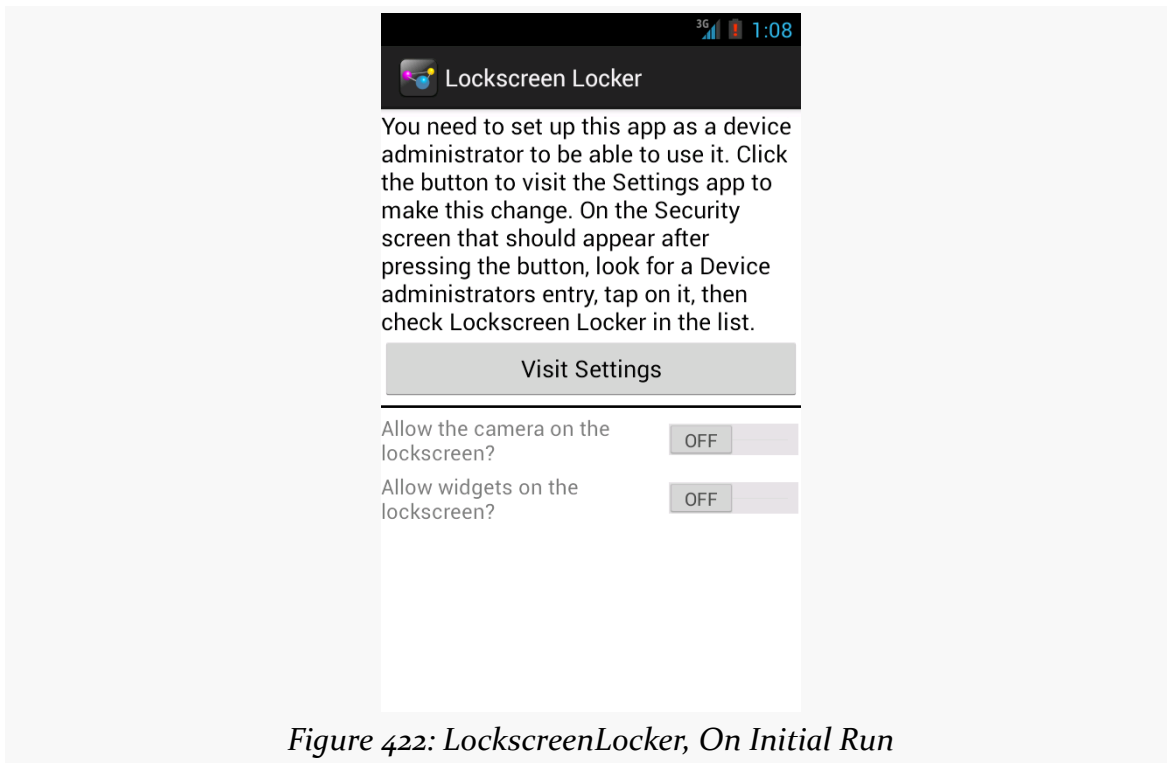 3G 1:08
Lockscreen Locker
You need to set up this app as a device
administrator to be able to use it. Click
the button to visit the Settings app to
make this change. On the Security
screen that should appear after
pressing the button, look for a Device
administrators entry, tap on it, then
check Lockscreen Locker in the list.
Visit Settings
Allow the camera on the
lockscreen?
OFF
Allow widgets on the
lockscreen?
OFF
Figure 422: LockscreenLocker, On Initial Run